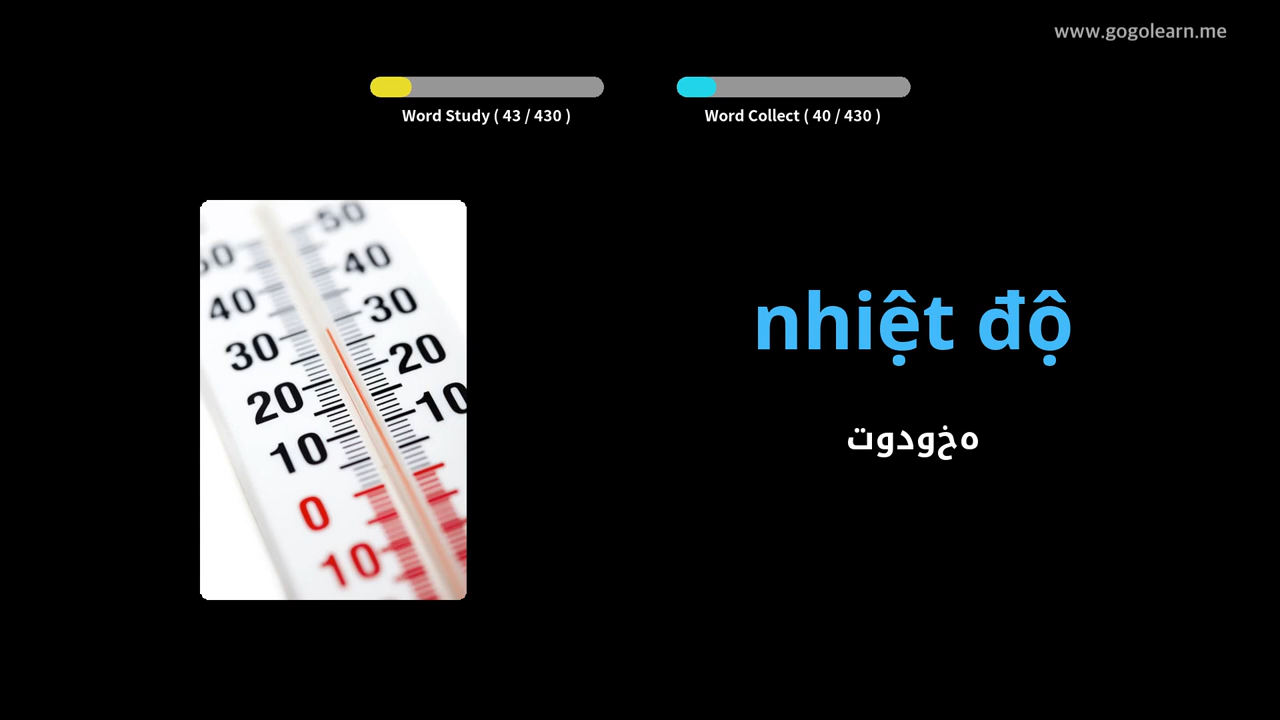 www.gogolearn.me
Word Study ( 43 / 430 )
Word Collect ( 40 / 430 )
nhiệt độ
تودوخه